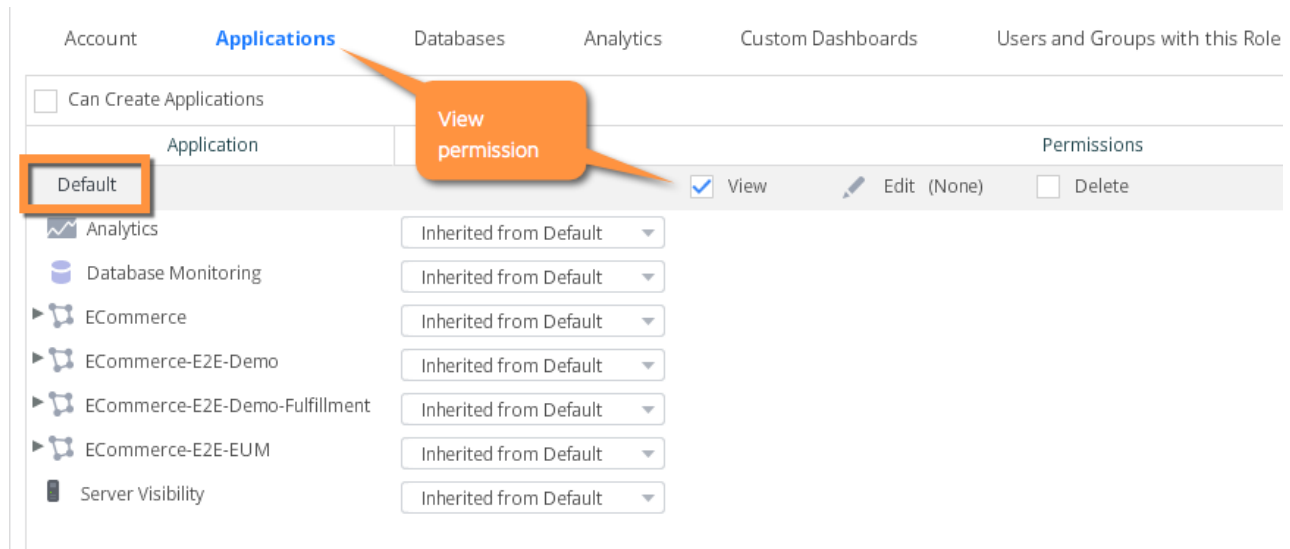 Account Applications Databases Analytics Custom Dashboards Users and Groups with this Role
Can Create Applications
View
permission
Application Permissions
Default View Edit (None) Delete
Analytics Inherited from Default
Database Monitoring Inherited from Default
ECommerce Inherited from Default
ECommerce-E2E-Demo Inherited from Default
ECommerce-E2E-Demo-Fulfillment Inherited from Default
ECommerce-E2E-EUM Inherited from Default
Server Visibility Inherited from Default